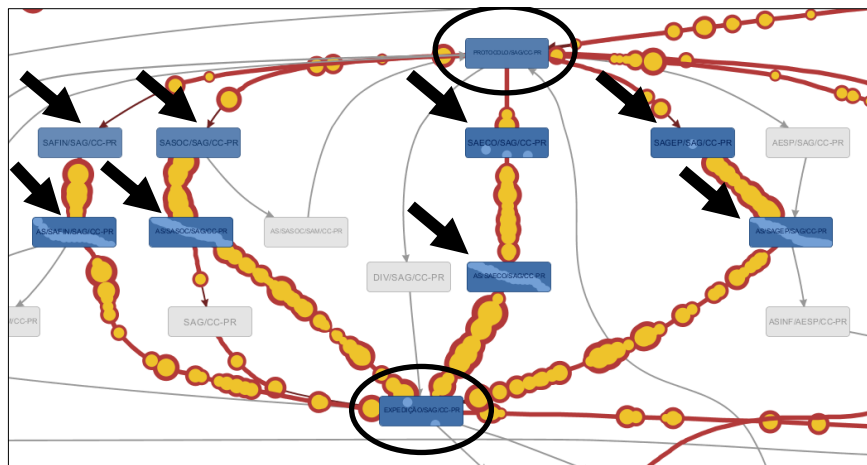 PROTOCOLO/SAG/CC-PR
SAFIN/SAG/CC-PR
SASOC/SAG/CC-PR
SAECO/SAG/CC-PR
SAGEP/SAG/CC-PR
AESP/SAG/CC-PR
AS/SAFIN/SAG/CC-PR
AS/SASOC/SAG/CC-PR
AS/SASOC/SAM/CC-PR
AS/SAGEP/SAG/CC-PR
DIV/SAG/CC-PR
AS/SAECO/SAG/CC-PR
SAG/CC-PR
ASINF/AESP/CC-PR
EXPEDIÇÃO/SAG/CC-PR